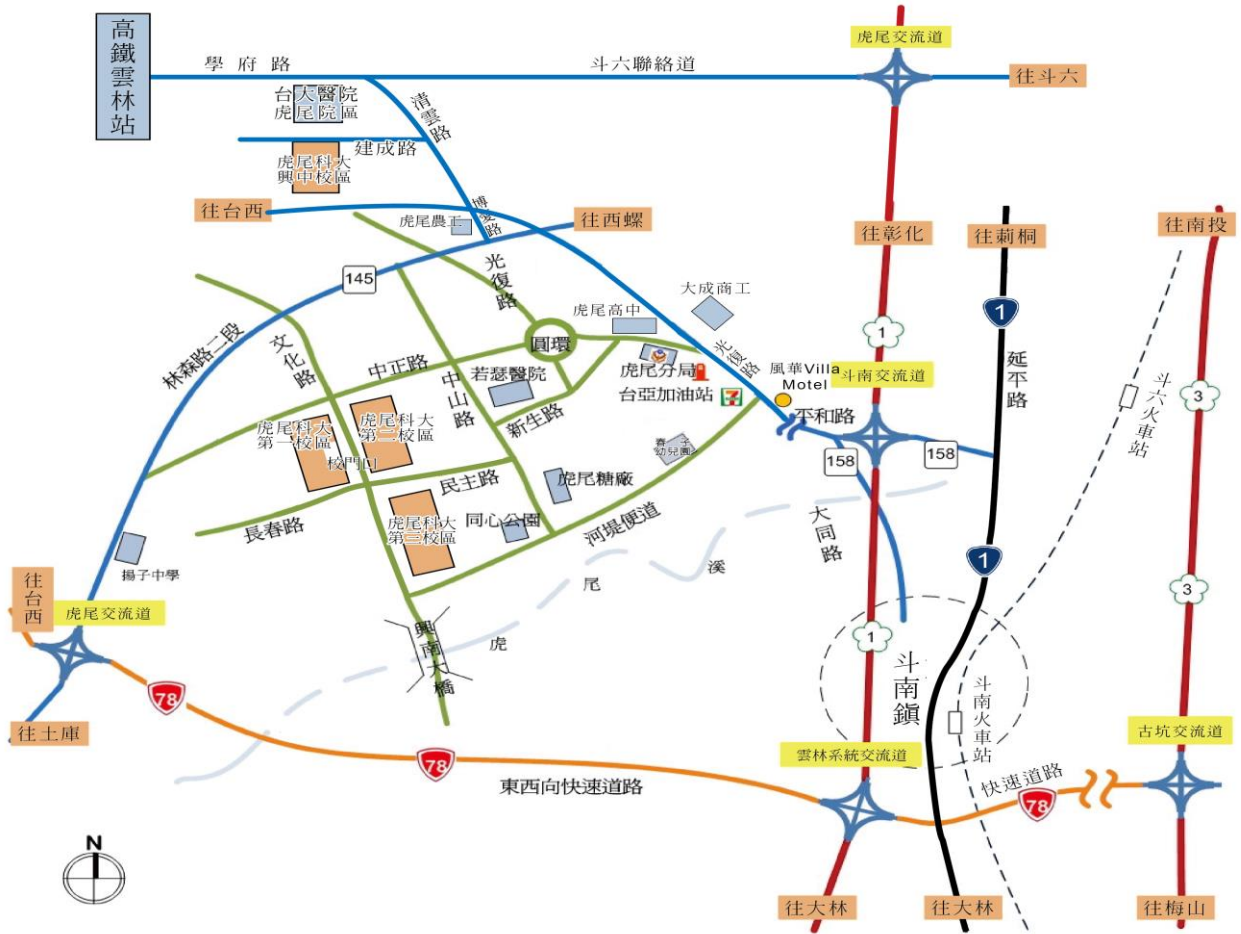 高鐵雲林站
學府路
斗六聯絡道
虎尾交流道
往斗六
台大醫院
虎尾院區
清雲路
建成路
虎尾科大
興中校區
往台西
虎尾農工
博愛路
往西螺
往彰化
往莿桐
往南投
145
光復路
大成商工
虎尾高中
1
1
林森路二段
文化路
中正路
圓環
中山路
若瑟醫院
虎尾分局
台亞加油站
7
ELEVEN
光復路
風華Villa
Motel
斗南交流道
延平路
斗六火車站
3
新生路
平和路
158
158
虎尾科大
第一校區
校門口
虎尾科大
第二校區
幼兒園
民主路
虎尾糖廠
長春路
虎尾科大
第三校區
同心公園
河堤便道
大同路
揚子中學
虎尾溪
1
3
往台西
虎尾交流道
興南大橋
1
斗南鎮
斗南火車站
78
往土庫
78
東西向快速道路
雲林系統交流道
快速道路
78
古坑交流道
N
往大林
往大林
往梅山